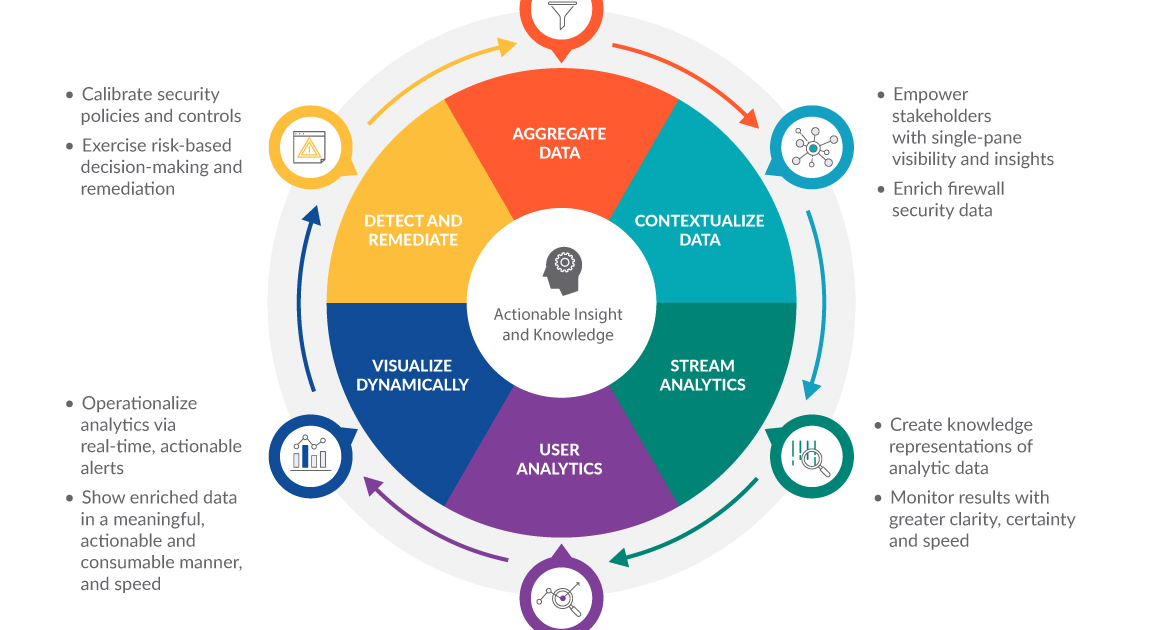 • Calibrate security
policies and controls
• Exercise risk-based
decision-making and
remediation
AGGREGATE
DATA
• Empower
stakeholders
with single-pane
visibility and insights
• Enrich firewall
security data
DETECT AND
REMEDIATE
CONTEXTUALIZE
DATA
Actionable Insight
and Knowledge
VISUALIZE
DYNAMICALLY
STREAM
ANALYTICS
USER
ANALYTICS
• Operationalize
analytics via
real-time, actionable
alerts
• Show enriched data
in a meaningful,
actionable and
consumable manner,
and speed
• Create knowledge
representations of
analytic data
• Monitor results with
greater clarity, certainty
and speed